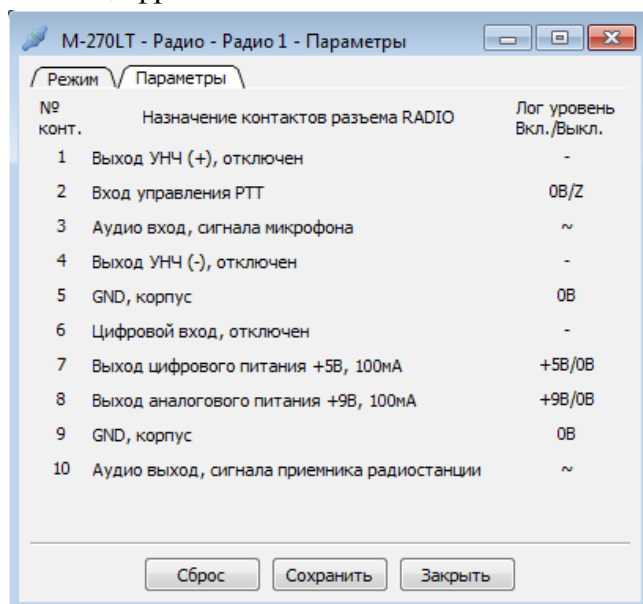 M-270LT - Радио - Радио 1 - Параметры
Режим Параметры
№ конт. Назначение контактов разъема RADIO Лог уровень Вкл./Выкл.
1 Выход УНЧ (+), отключен -
2 Вход управления PTT 0В/Z
3 Аудио вход, сигнала микрофона ~
4 Выход УНЧ (-), отключен -
5 GND, корпус 0В
6 Цифровой вход, отключен -
7 Выход цифрового питания +5В, 100мА +5В/0В
8 Выход аналогового питания +9В, 100мА +9В/0В
9 GND, корпус 0В
10 Аудио выход, сигнала приемника радиостанции ~
Сброс Сохранить Закрыть